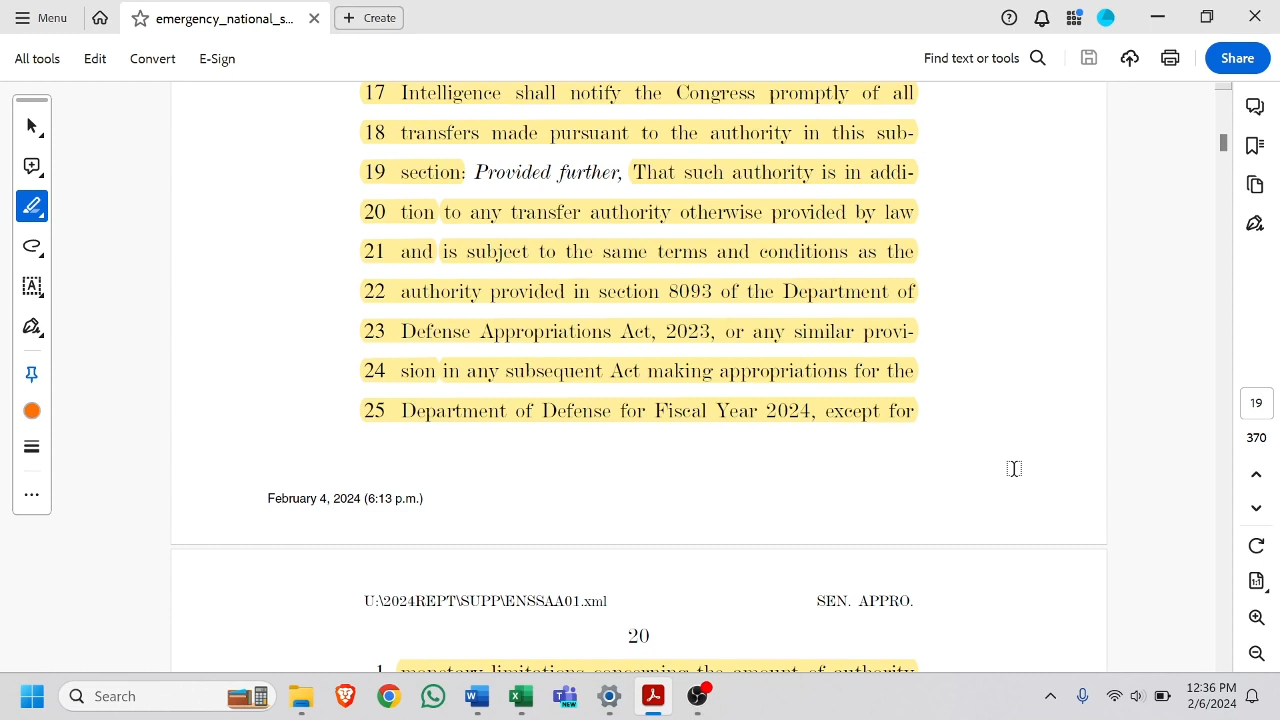 Menu
emergency_national_s...
Create
All tools
Edit
Convert
E-Sign
Find text or tools
Share
17 Intelligence shall notify the Congress promptly of all
18 transfers made pursuant to the authority in this sub-
19 section: Provided further, That such authority is in addi-
20 tion to any transfer authority otherwise provided by law
21 and is subject to the same terms and conditions as the
22 authority provided in section 8093 of the Department of
23 Defense Appropriations Act, 2023, or any similar provi-
24 sion in any subsequent Act making appropriations for the
25 Department of Defense for Fiscal Year 2024, except for
19
370
February 4, 2024 (6:13 p.m.)
U:\2024REPT\SUPP\ENSSAA01.xml SEN. APPRO.
20
1 monetary limitations concerning the amount of authority
Search
NEW
12:36 PM
2/6/2024